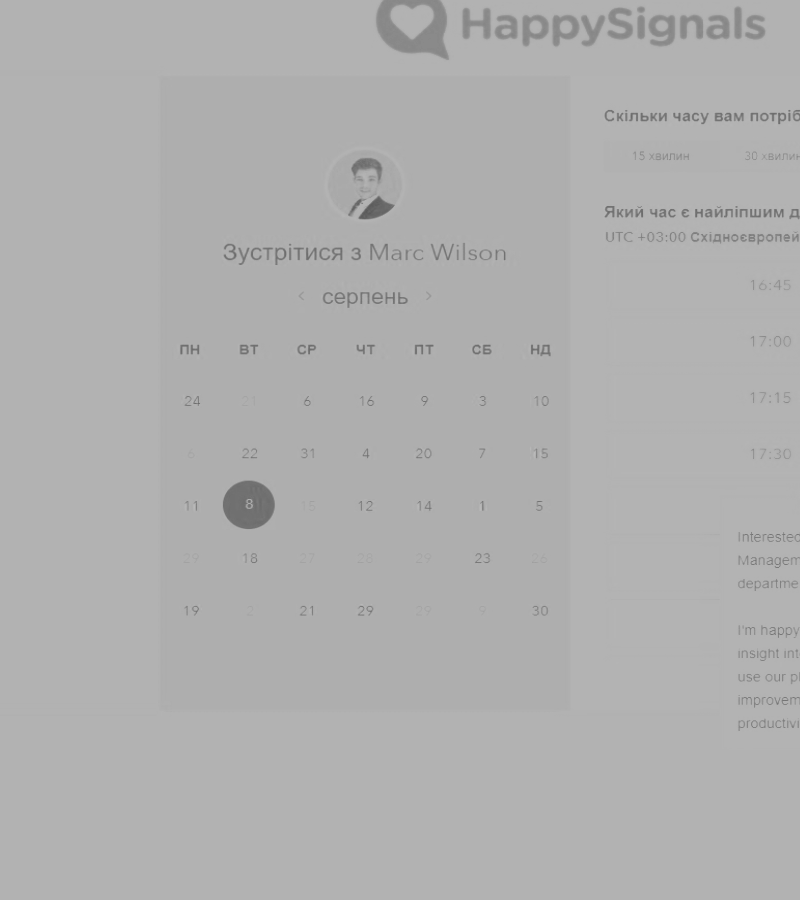 HappySignals
Зустрітися з Marc Wilson
серпень
ПН ВТ СР ЧТ ПТ СБ НД
24 21 6 16 9 3 10
6 22 31 4 20 7 15
11 8 15 12 14 1 5
29 18 27 28 29 23 26
19 2 21 29 29 9 30
Скільки часу вам потріб
15 хвилин 30 хвилин
Який час є найліпшим д
UTC +03:00 Східноєвропей
16:45
17:00
17:15
17:30
Interested
Managem
departme
I'm happy
insight int
use our pl
improvem
productivi